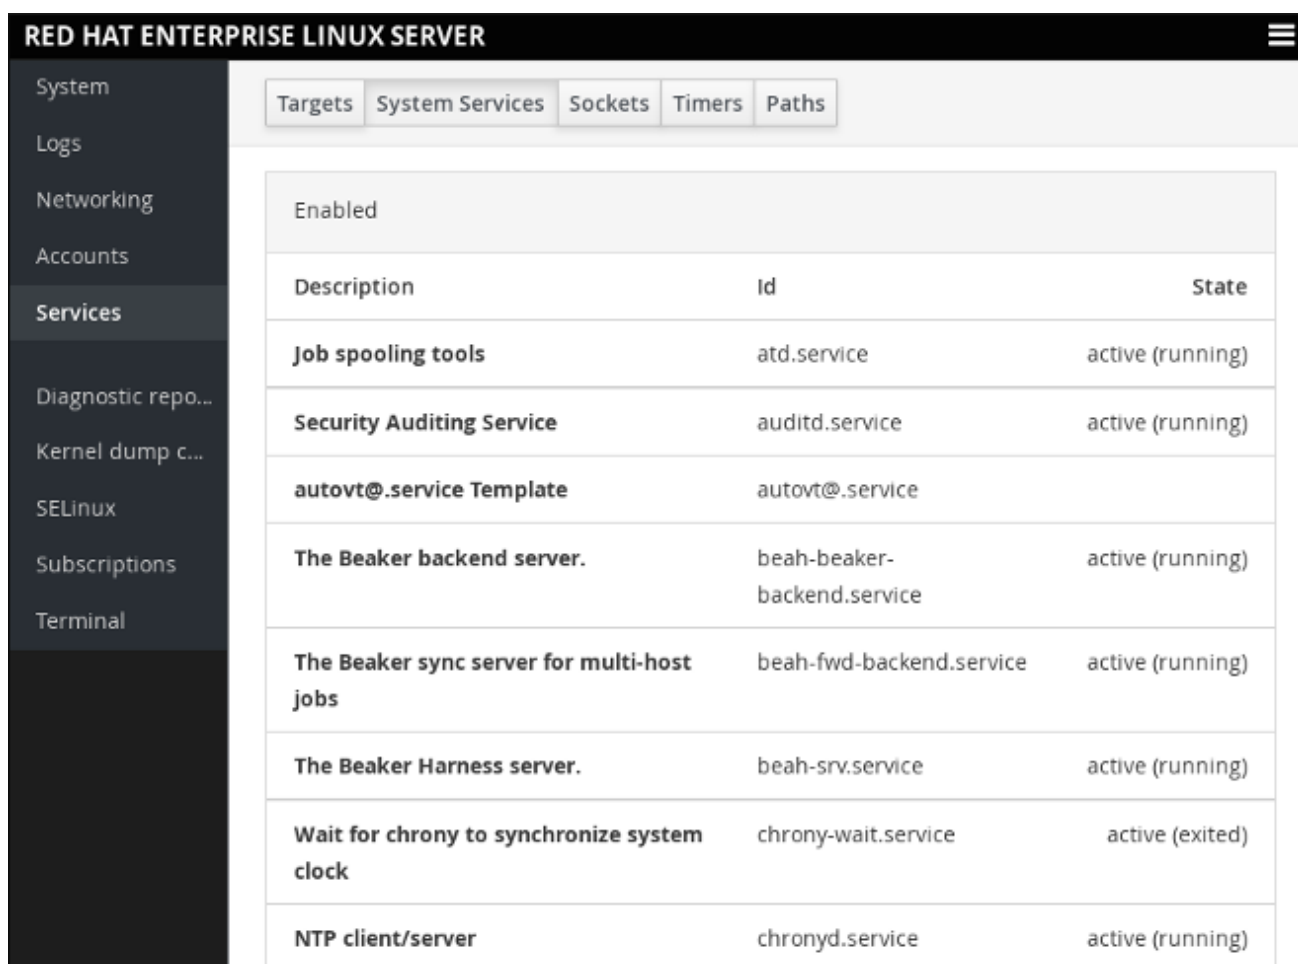 RED HAT ENTERPRISE LINUX SERVER
System
Logs
Networking
Accounts
Services
Diagnostic repo...
Kernel dump c...
SELinux
Subscriptions
Terminal
Targets System Services Sockets Timers Paths
Enabled
Description Id State
Job spooling tools atd.service active (running)
Security Auditing Service auditd.service active (running)
autovt@.service Template autovt@.service
The Beaker backend server. beah-beaker- active (running)
backend.service
The Beaker sync server for multi-host beah-fwd-backend.service active (running)
jobs
The Beaker Harness server. beah-srv.service active (running)
Wait for chrony to synchronize system chrony-wait.service active (exited)
clock
NTP client/server chronyd.service active (running)